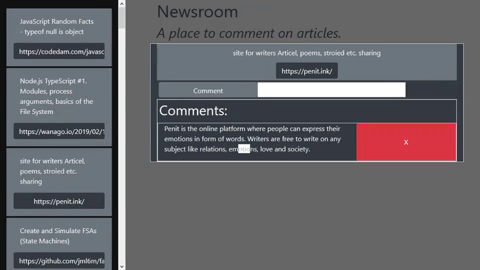 JavaScript Random Facts
- typeof null is object
https://codedam.com/javasc
Node.js TypeScript #1.
Modules, process
arguments, basics of the
File System
https://wanago.io/2019/02/
site for writers Articel,
poems, stroied etc.
sharing
https://penit.ink/
Create and Simulate FSAs
(State Machines)
https://github.com/jml6m/fa
Newsroom
A place to comment on articles.
site for writers Articel, poems, stroied etc. sharing
https://penit.ink/
Comment
Comments:
Penit is the online platform where people can express their
emotions in form of words. Writers are free to write on any
subject like relations, emotions, love and society.
X